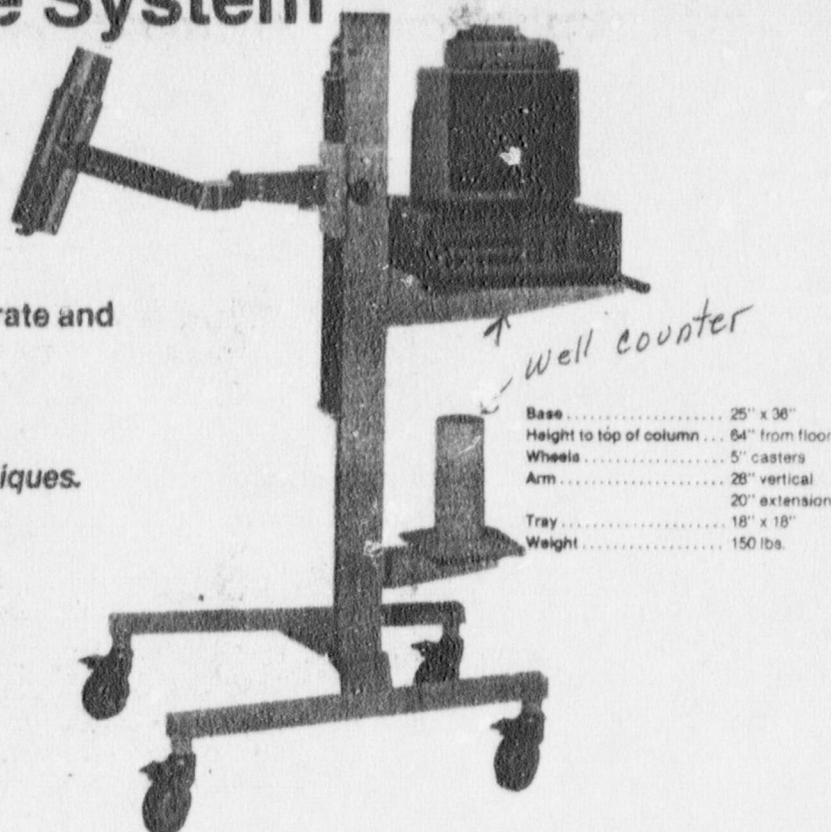 e System
rate and
well counter
iques.
Base ..................... 25" x 36"
Height to top of column ... 64" from floor
Wheels ................... 5" casters
Arm ...................... 28" vertical
20" extension
Tray ...................... 18" x 18"
Weight ................... 150 lbs.